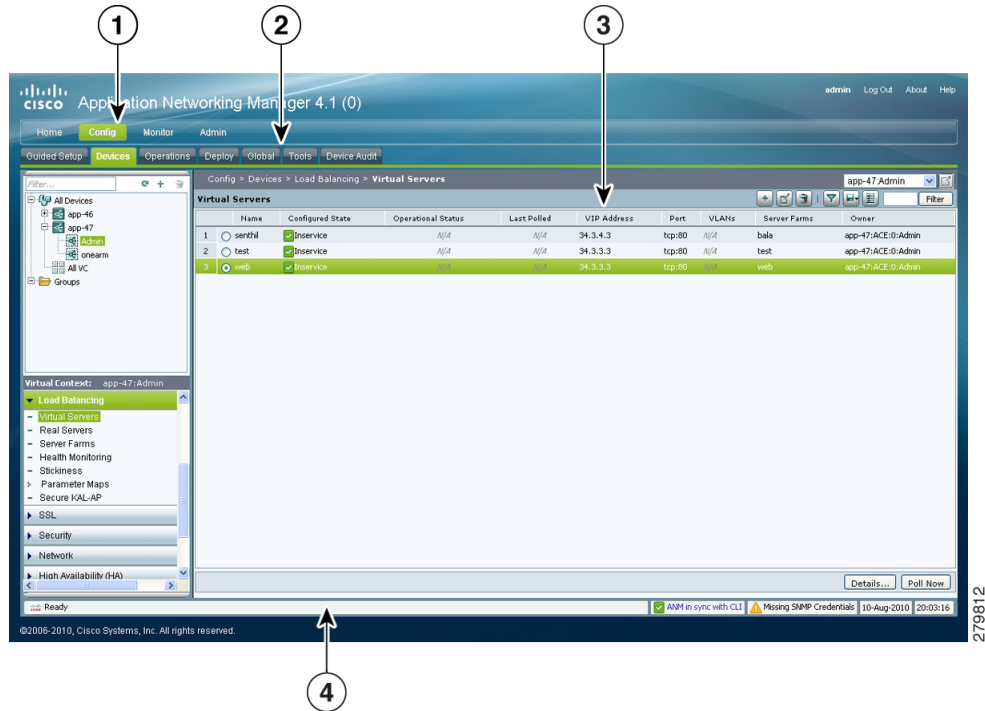 1
2
3
CISCO Application Networking Manager 4.1 (0)
admin Log Out About Help
Home Config Monitor Admin
Guided Setup Devices Operations Deploy Global Tools Device Audit
Filter...
Config > Devices > Load Balancing > Virtual Servers
app-47:Admin
All Devices
app-46
app-47
Admin
onearm
All VC
Groups
Virtual Servers
Filter
Name Configured State Operational Status Last Polled VIP Address Port VLANs Server Farms Owner
1 senthil Inservice N/A N/A 34.3.4.3 tcp:80 N/A bala app-47:ACE:0:Admin
2 test Inservice N/A N/A 34.3.3.3 tcp:80 N/A test app-47:ACE:0:Admin
3 web Inservice N/A N/A 34.3.3.3 tcp:80 N/A web app-47:ACE:0:Admin
Virtual Context: app-47:Admin
Load Balancing
Virtual Servers
Real Servers
Server Farms
Health Monitoring
Stickiness
Parameter Maps
Secure KAL-AP
SSL
Security
Network
High Availability (HA)
Details... Poll Now
Ready
ANM in sync with CLI Missing SNMP Credentials 10-Aug-2010 20:03:16
©2006-2010, Cisco Systems, Inc. All rights reserved.
279812
4